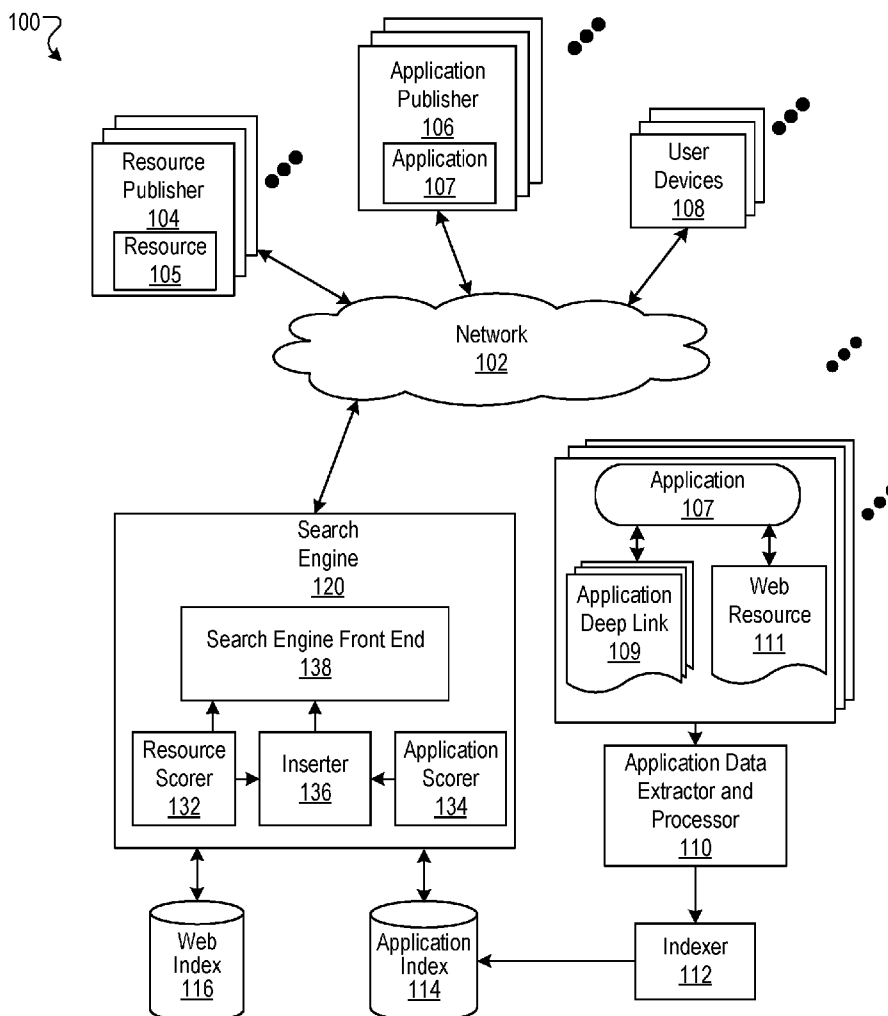 100
Application
Publisher
106
Application
107
Resource
Publisher
104
Resource
105
User
Devices
108
Network
102
Search
Engine
120
Search Engine Front End
138
Resource
Scorer
132
Inserter
136
Application
Scorer
134
Application
107
Application
Deep Link
109
Web
Resource
111
Application Data
Extractor and
Processor
110
Web
Index
116
Application
Index
114
Indexer
112